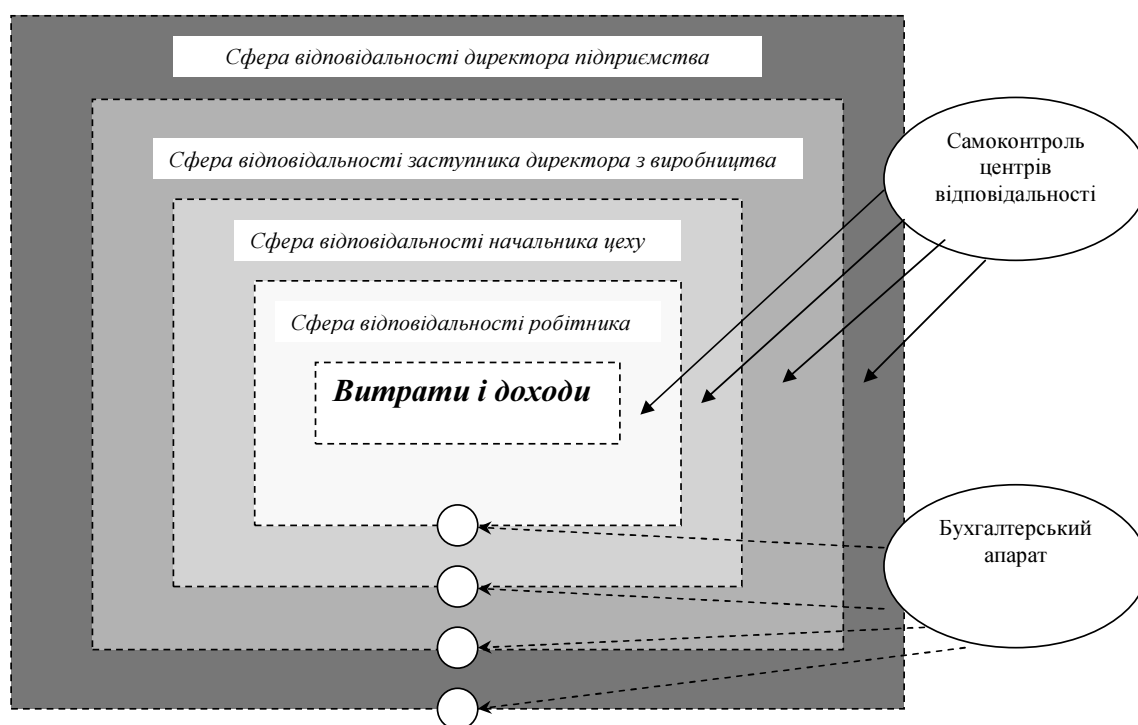 Сфера відповідальності директора підприємства
Сфера відповідальності заступника директора з виробництва
Сфера відповідальності начальника цеху
Сфера відповідальності робітника
Витрати і доходи
Самоконтроль
центрів
відповідальності
Бухгалтерський
апарат